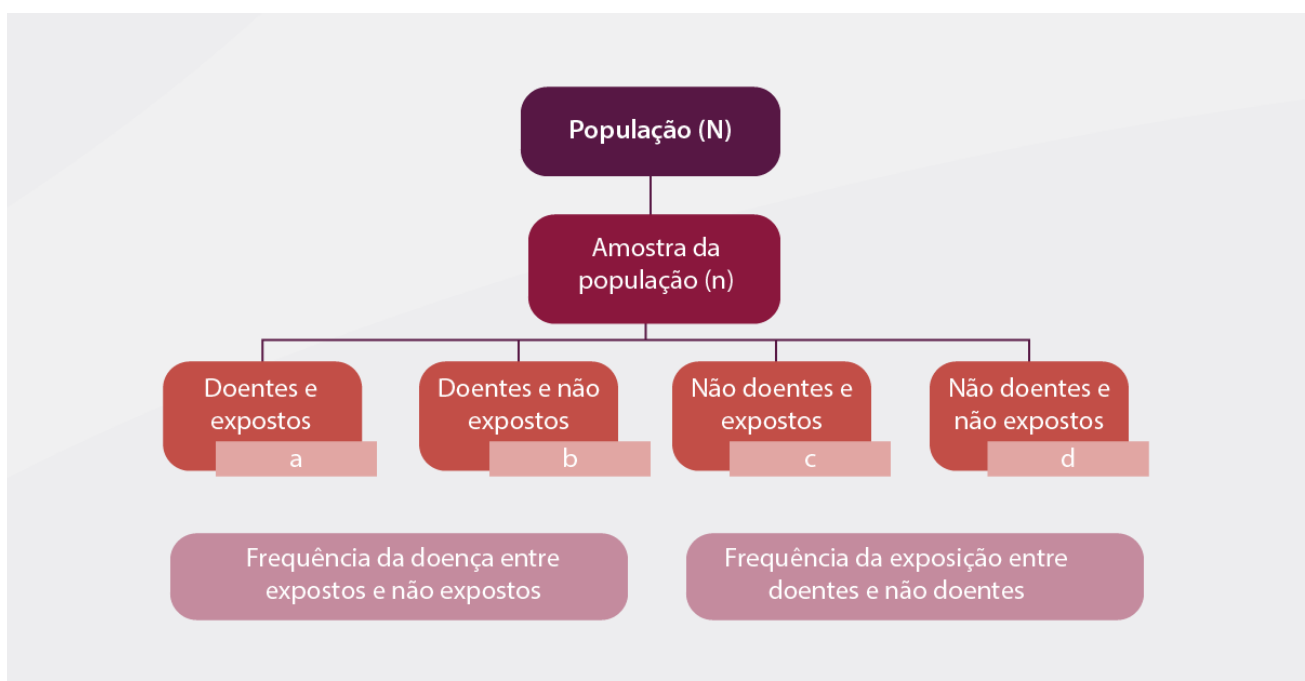 População (N)
Amostra da
população (n)
Doentes e
expostos
a
Doentes e não
expostos
b
Não doentes e
expostos
c
Não doentes e
não expostos
d
Frequência da doença entre
expostos e não expostos
Frequência da exposição entre
doentes e não doentes